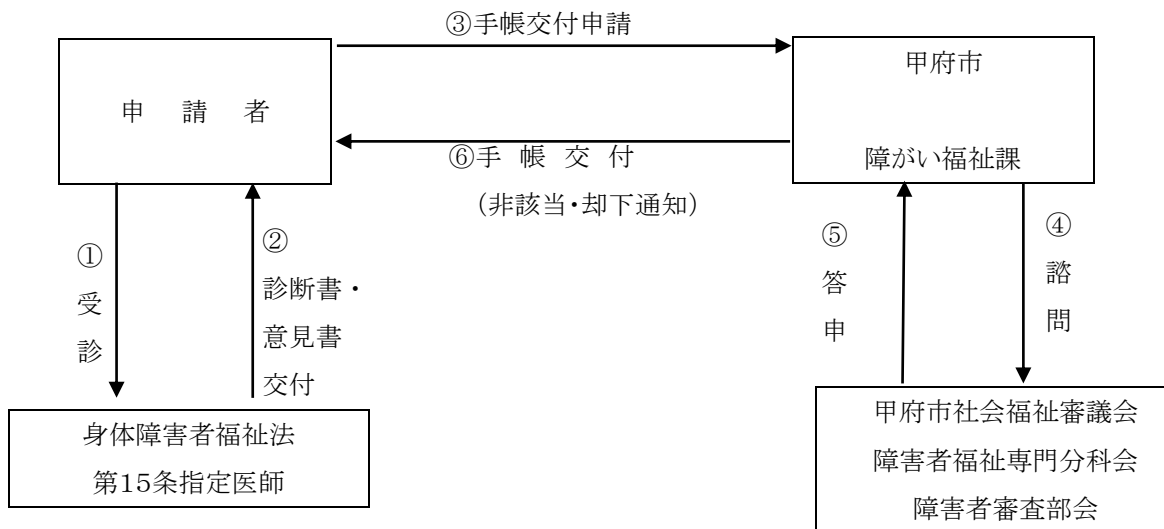 ③手帳交付申請
申 請 者
甲府市
障がい福祉課
⑥手 帳 交 付
(非該当・却下通知)
①受診
②
診断書・
意見書
交付
⑤答申
④諮問
身体障害者福祉法
第15条指定医師
甲府市社会福祉審議会
障害者福祉専門分科会
障害者審査部会